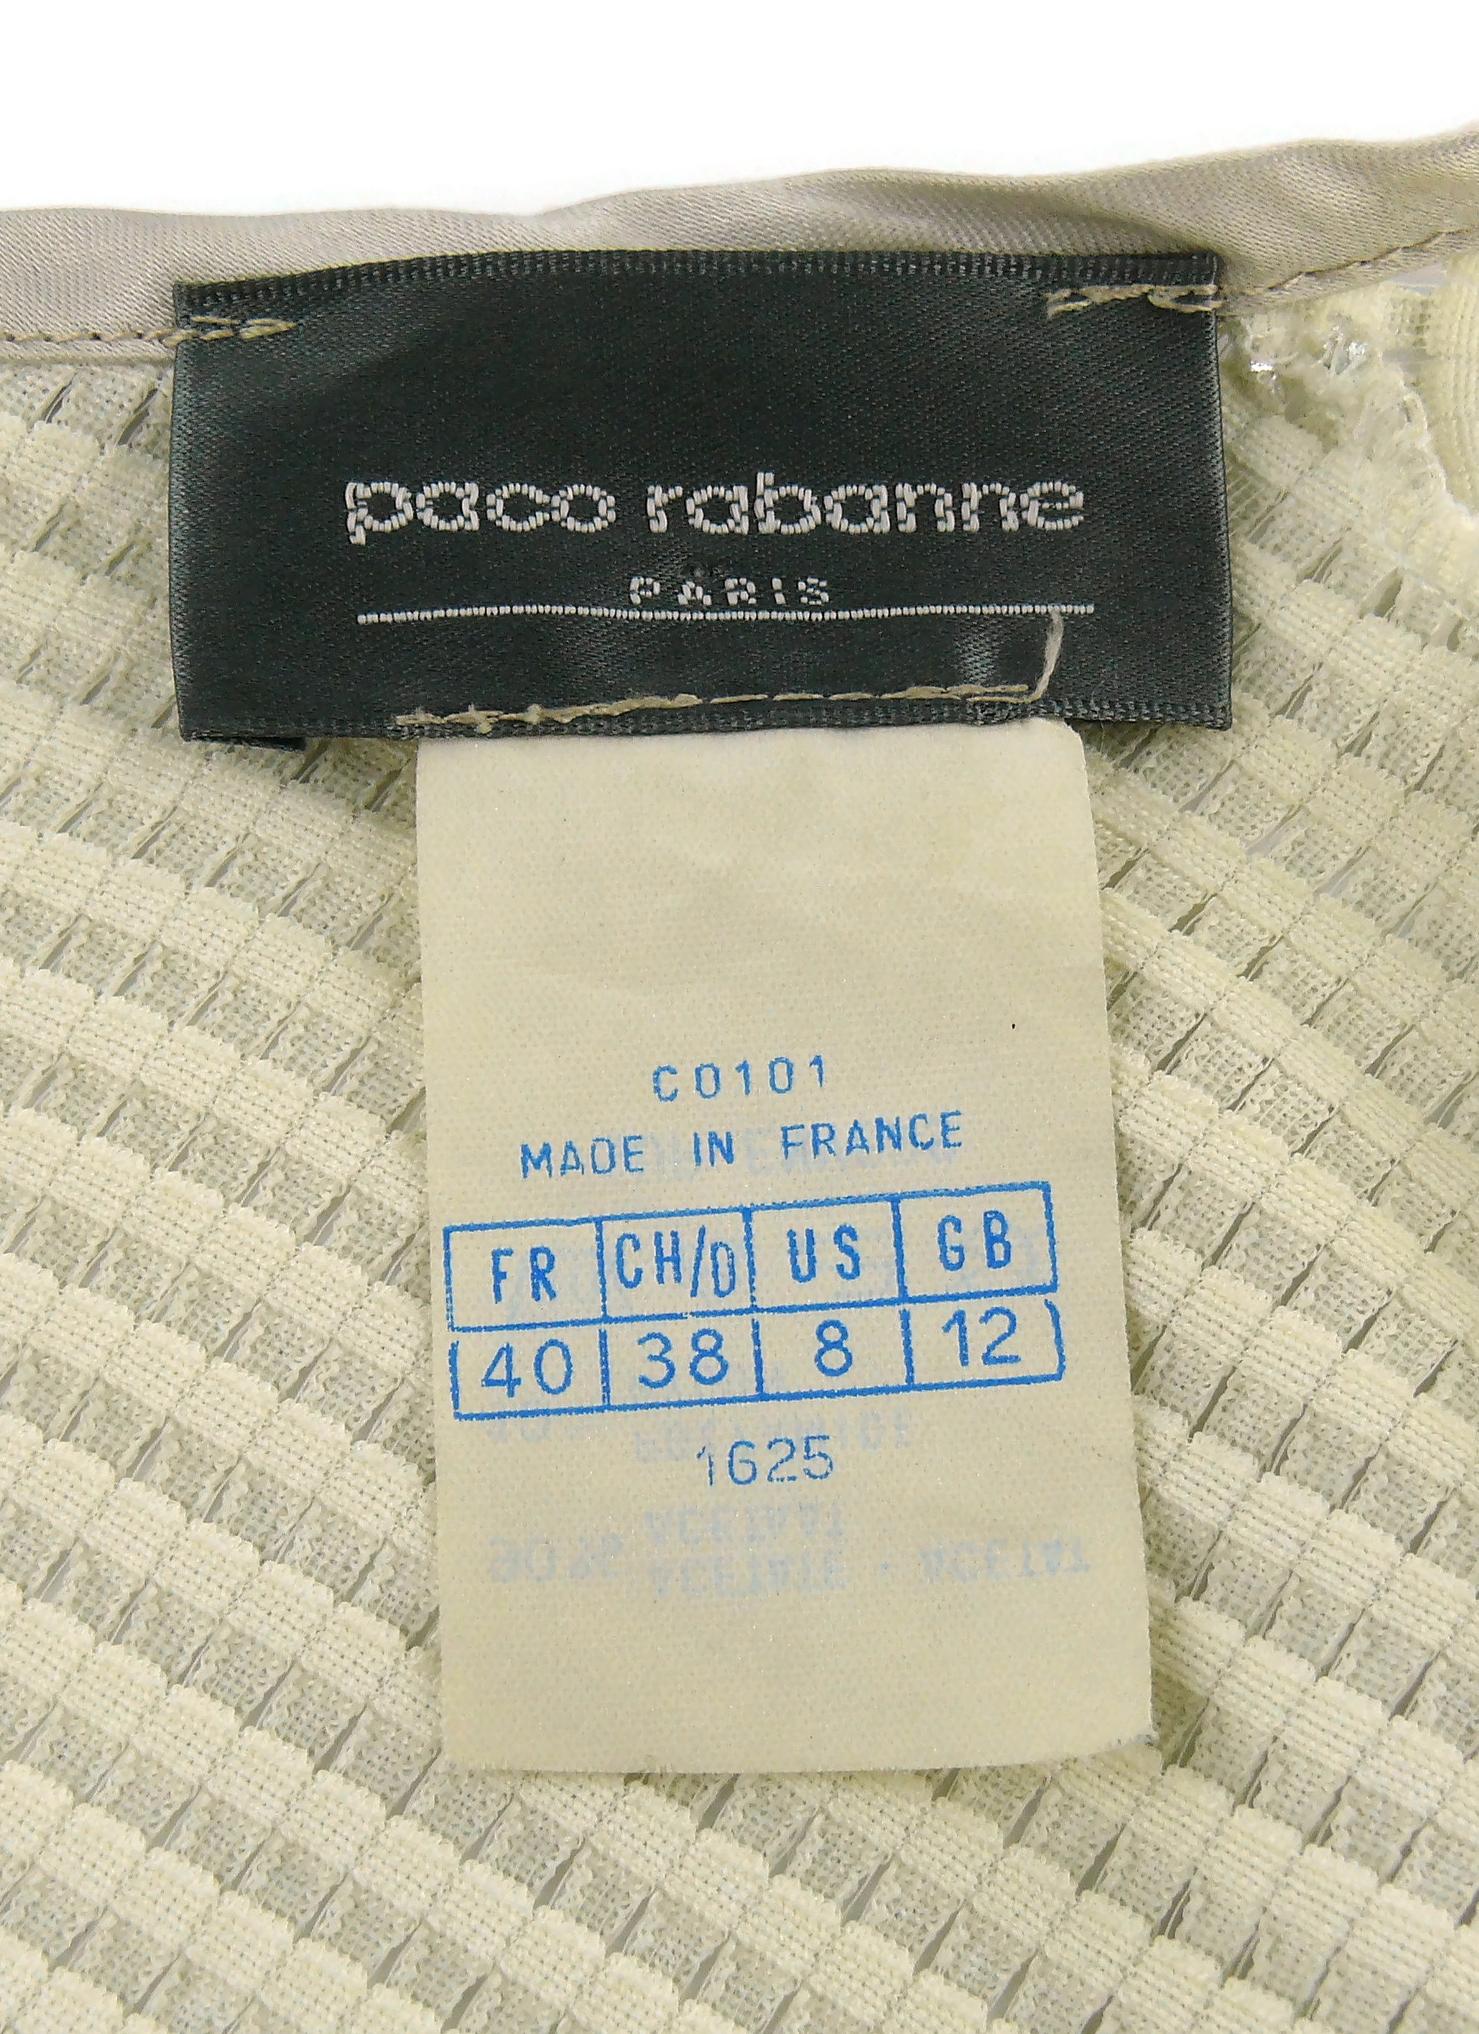 paco rabanne
PARIS
C0101
MADE IN FRANCE
FR CH/D US GB
40 38 8 12
1625